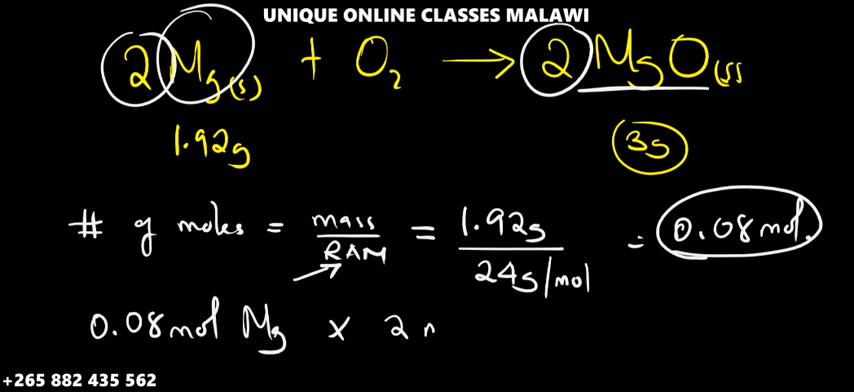 UNIQUE ONLINE CLASSES MALAWI
2Mg(s) + O₂ → 2MgO(s)
1.92g 3g
# of moles = mass/RAM = 1.92g/24g/mol = 0.08mol.
0.08mol Mg x 2
+265 882 435 562